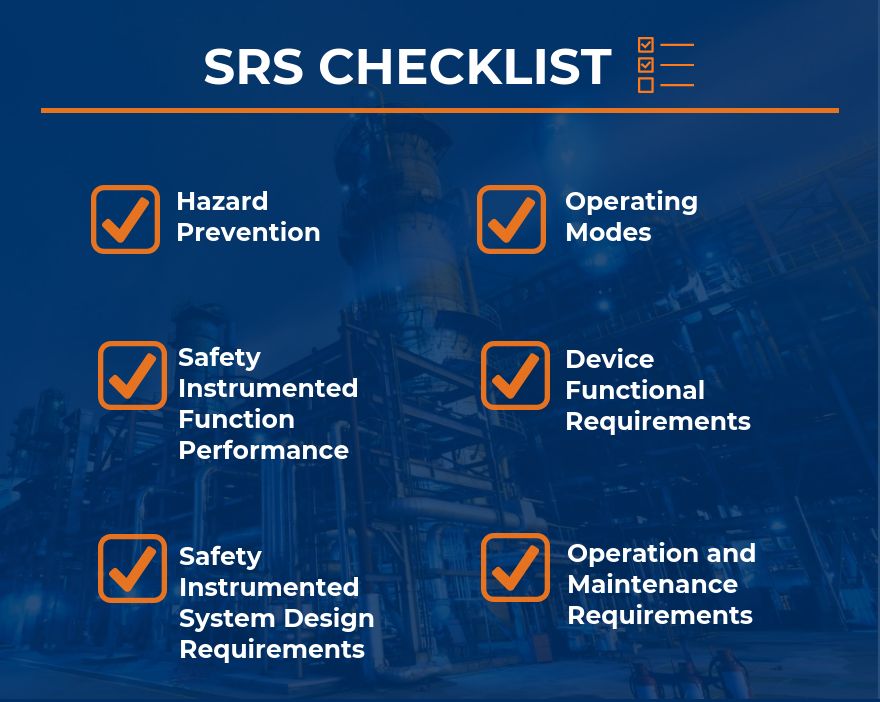 SRS CHECKLIST
Hazard
Prevention
Operating
Modes
Safety
Instrumented
Function
Performance
Device
Functional
Requirements
Safety
Instrumented
System Design
Requirements
Operation and
Maintenance
Requirements